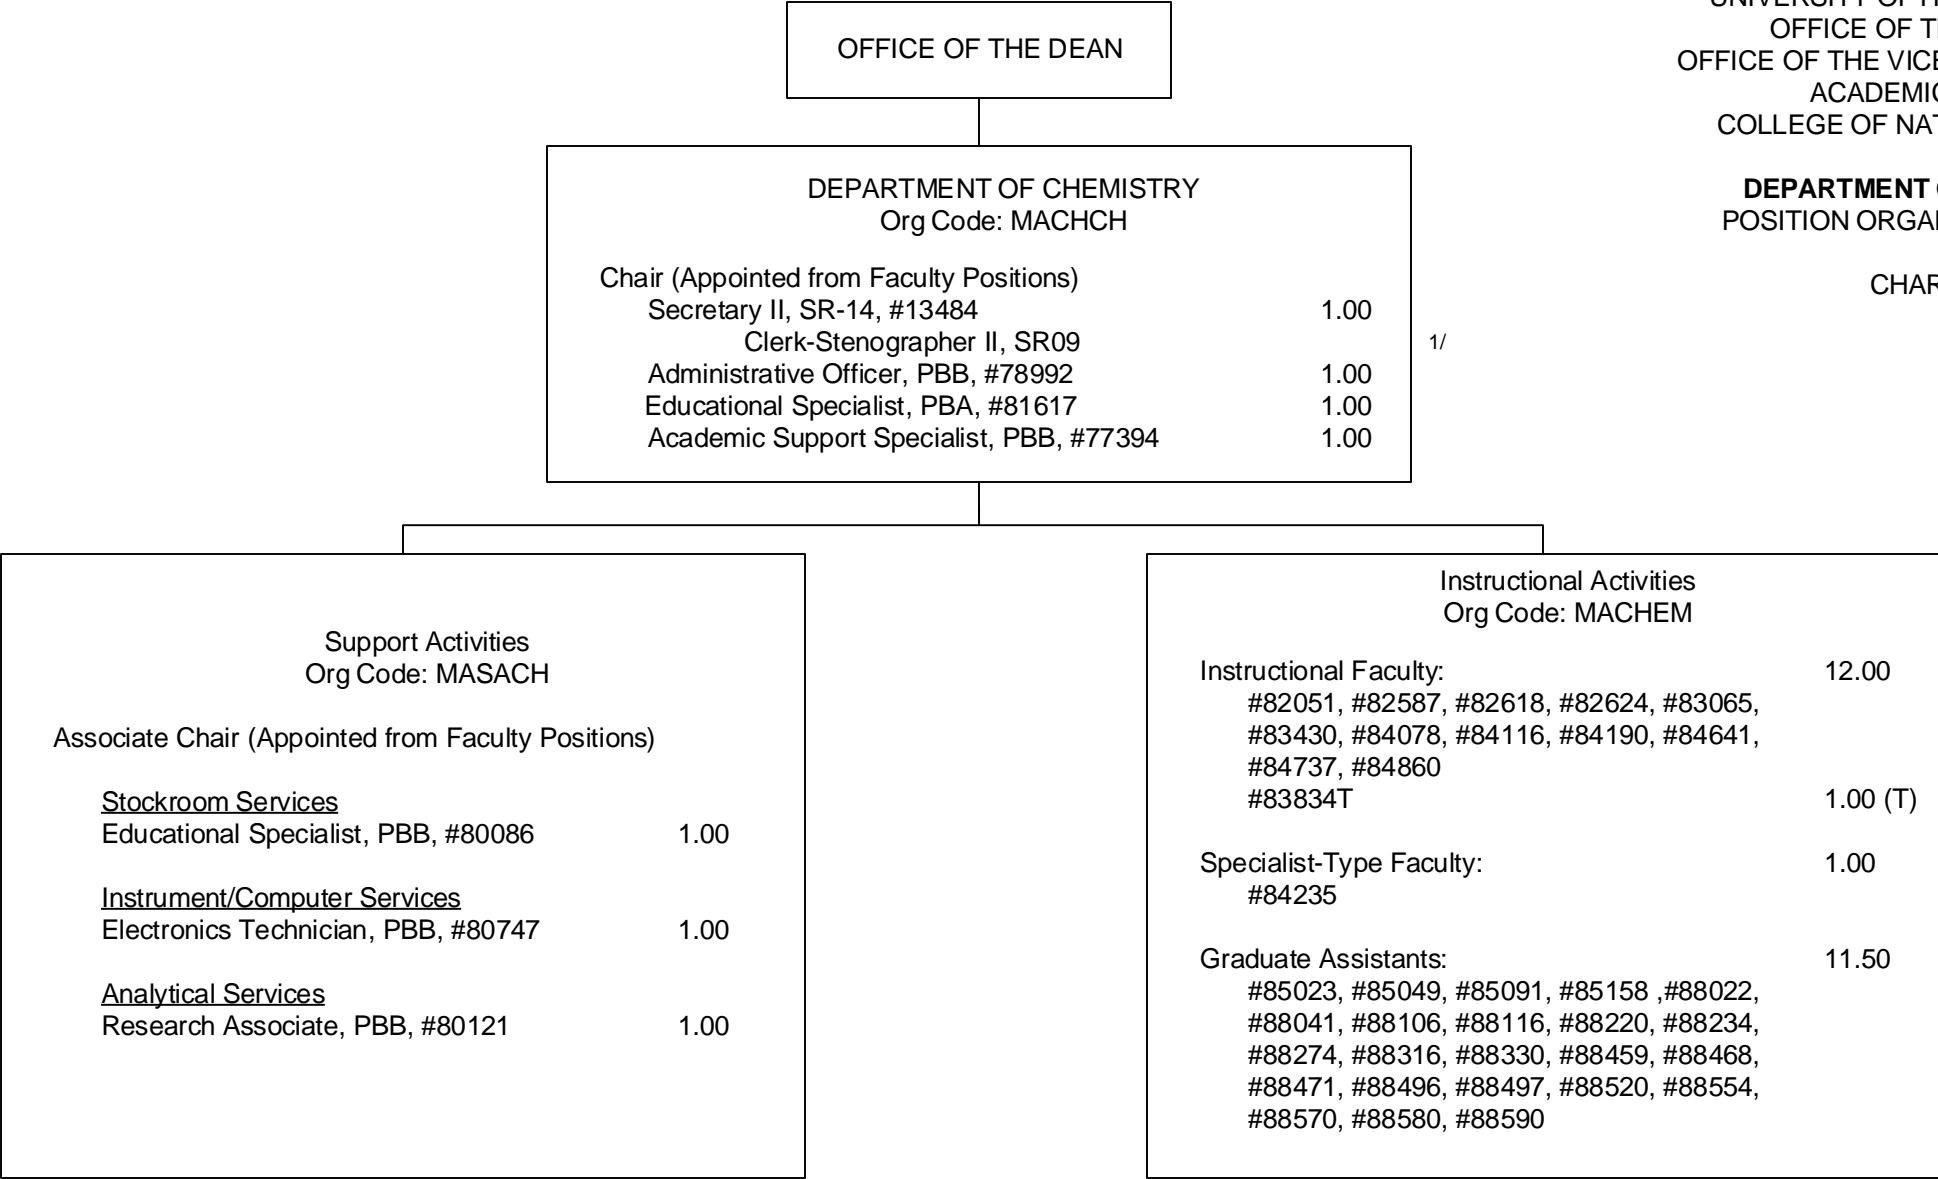 OFFICE OF THE DEAN
OFFICE OF
OFFICE OF THE
COLLEGE OF
DEPARTMENT
POSITION
DEPARTMENT OF CHEMISTRY
Org Code: MACHCH
Chair (Appointed from Faculty Positions)
Secretary II, SR-14, #13484 1.00
Clerk-Stenographer II, SR09 1/
Administrative Officer, PBB, #78992 1.00
Educational Specialist, PBA, #81617 1.00
Academic Support Specialist, PBB, #77394 1.00
Support Activities
Org Code: MASACH
Associate Chair (Appointed from Faculty Positions)
Stockroom Services
Educational Specialist, PBB, #80086 1.00
Instrument/Computer Services
Electronics Technician, PBB, #80747 1.00
Analytical Services
Research Associate, PBB, #80121 1.00
Instructional Activities
Org Code: MACHEM
Instructional Faculty: 12.00
#82051, #82587, #82618, #82624, #83065,
#83430, #84078, #84116, #84190, #84641,
#84737, #84860
#83834T 1.00 (T)
Specialist-Type Faculty: 1.00
#84235
Graduate Assistants: 11.50
#85023, #85049, #85091, #85158 ,#88022,
#88041, #88106, #88116, #88220, #88234,
#88274, #88316, #88330, #88459, #88468,
#88471, #88496, #88497, #88520, #88554,
#88570, #88580, #88590